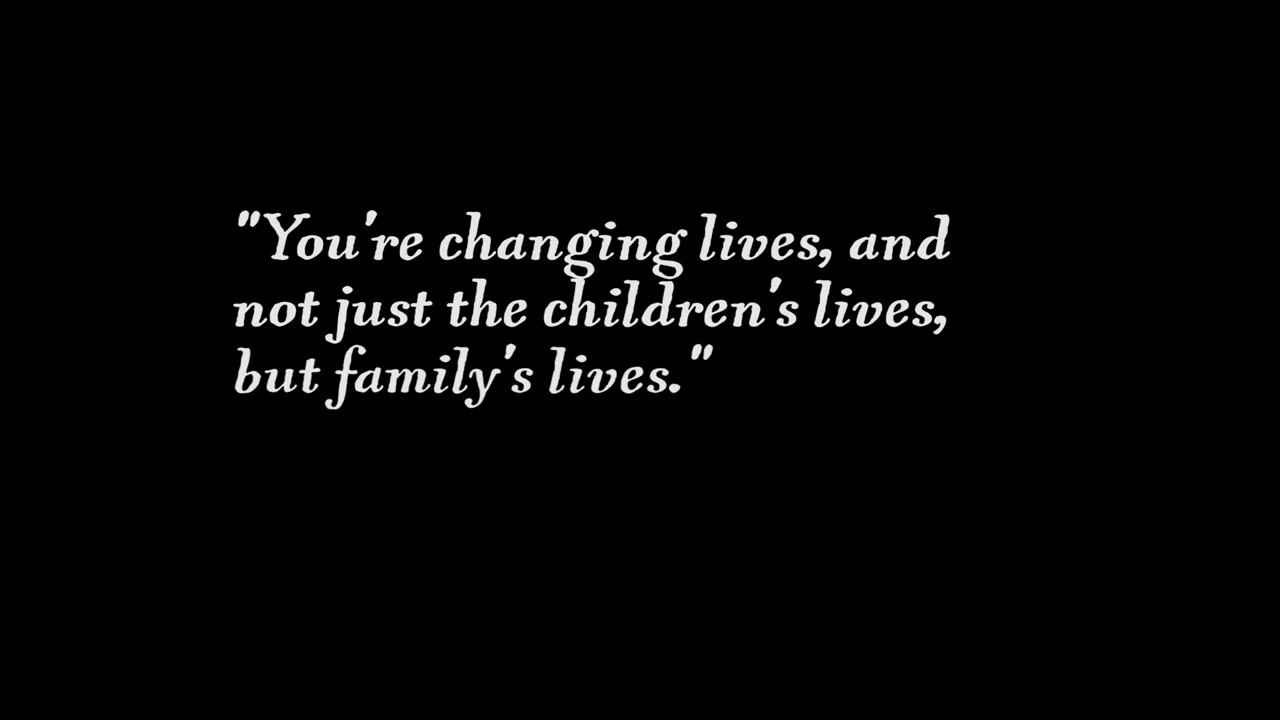 "You're changing lives, and
not just the children's lives,
but family's lives."